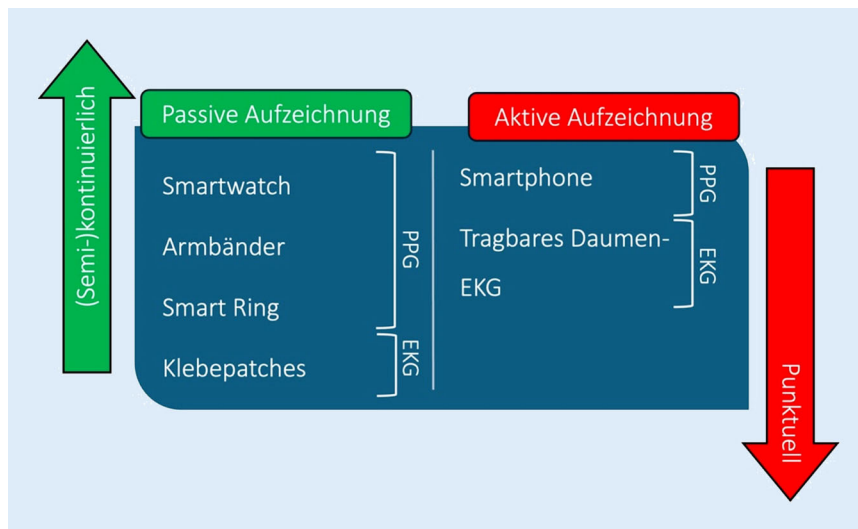 (Semi-)kontinuierlich
Passive Aufzeichnung
Smartwatch
Armbänder
Smart Ring
PPG
Klebepatches
EKG
Aktive Aufzeichnung
Smartphone
PPG
Tragbares Daumen-
EKG
EKG
Punktuell